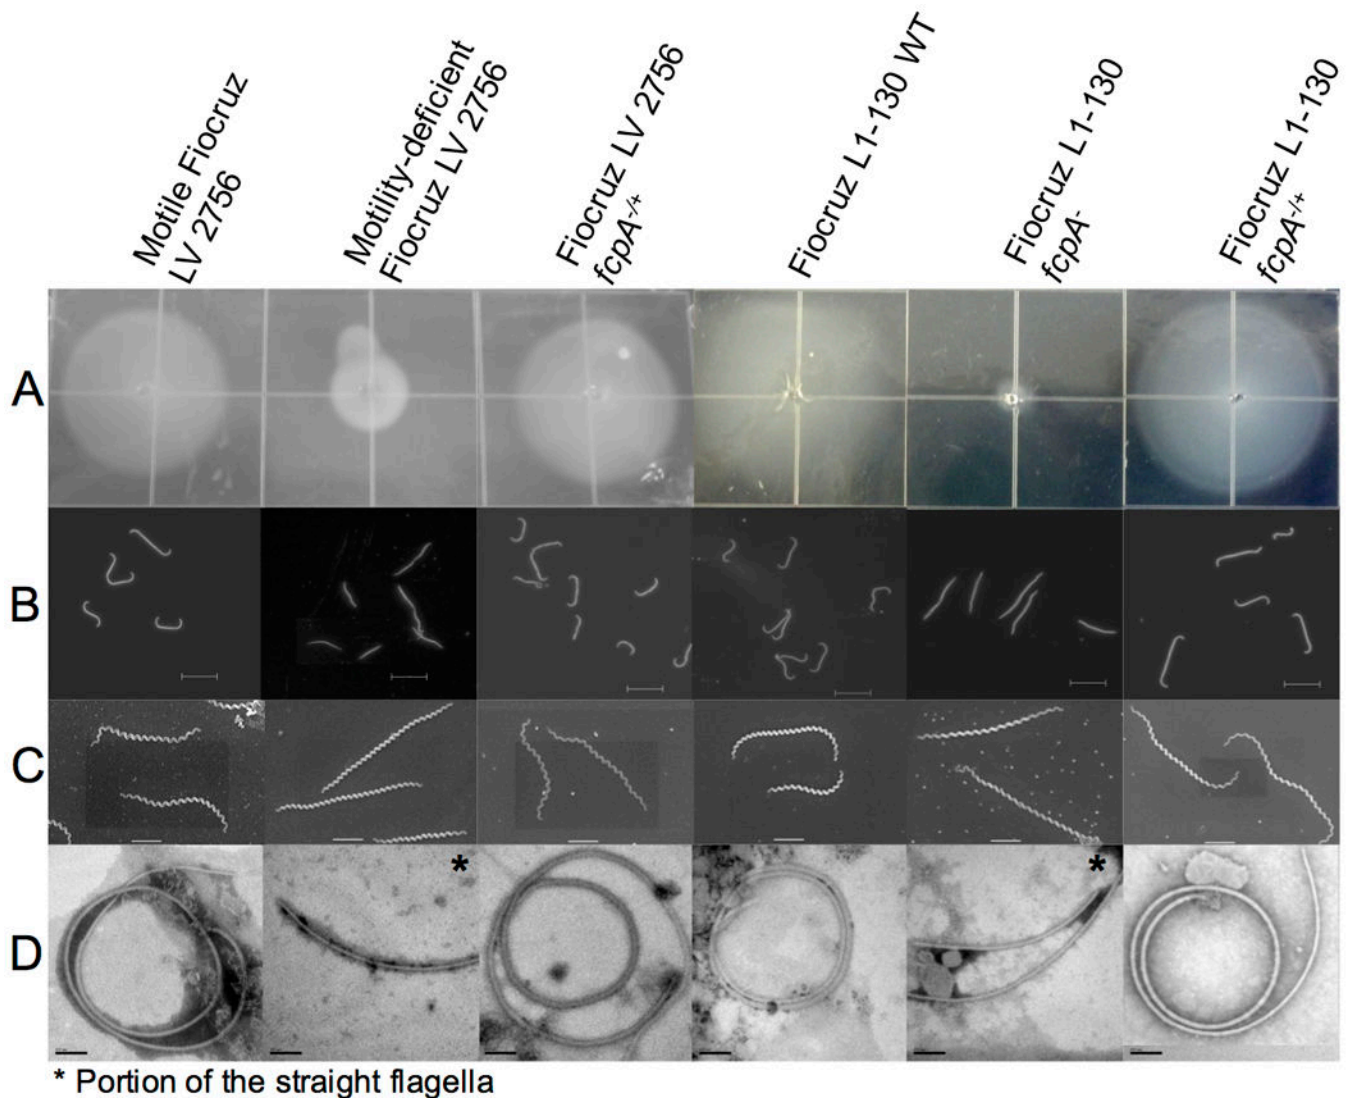 Motile Fiocruz
LV 2756
Motility-deficient
Fiocruz LV 2756
Fiocruz LV 2756
fcpA-/+
Fiocruz L1-130 WT
Fiocruz L1-130
fcpA-
Fiocruz L1-130
fcpA-/+
A
B
C
*
*
D
* Portion of the straight flagella